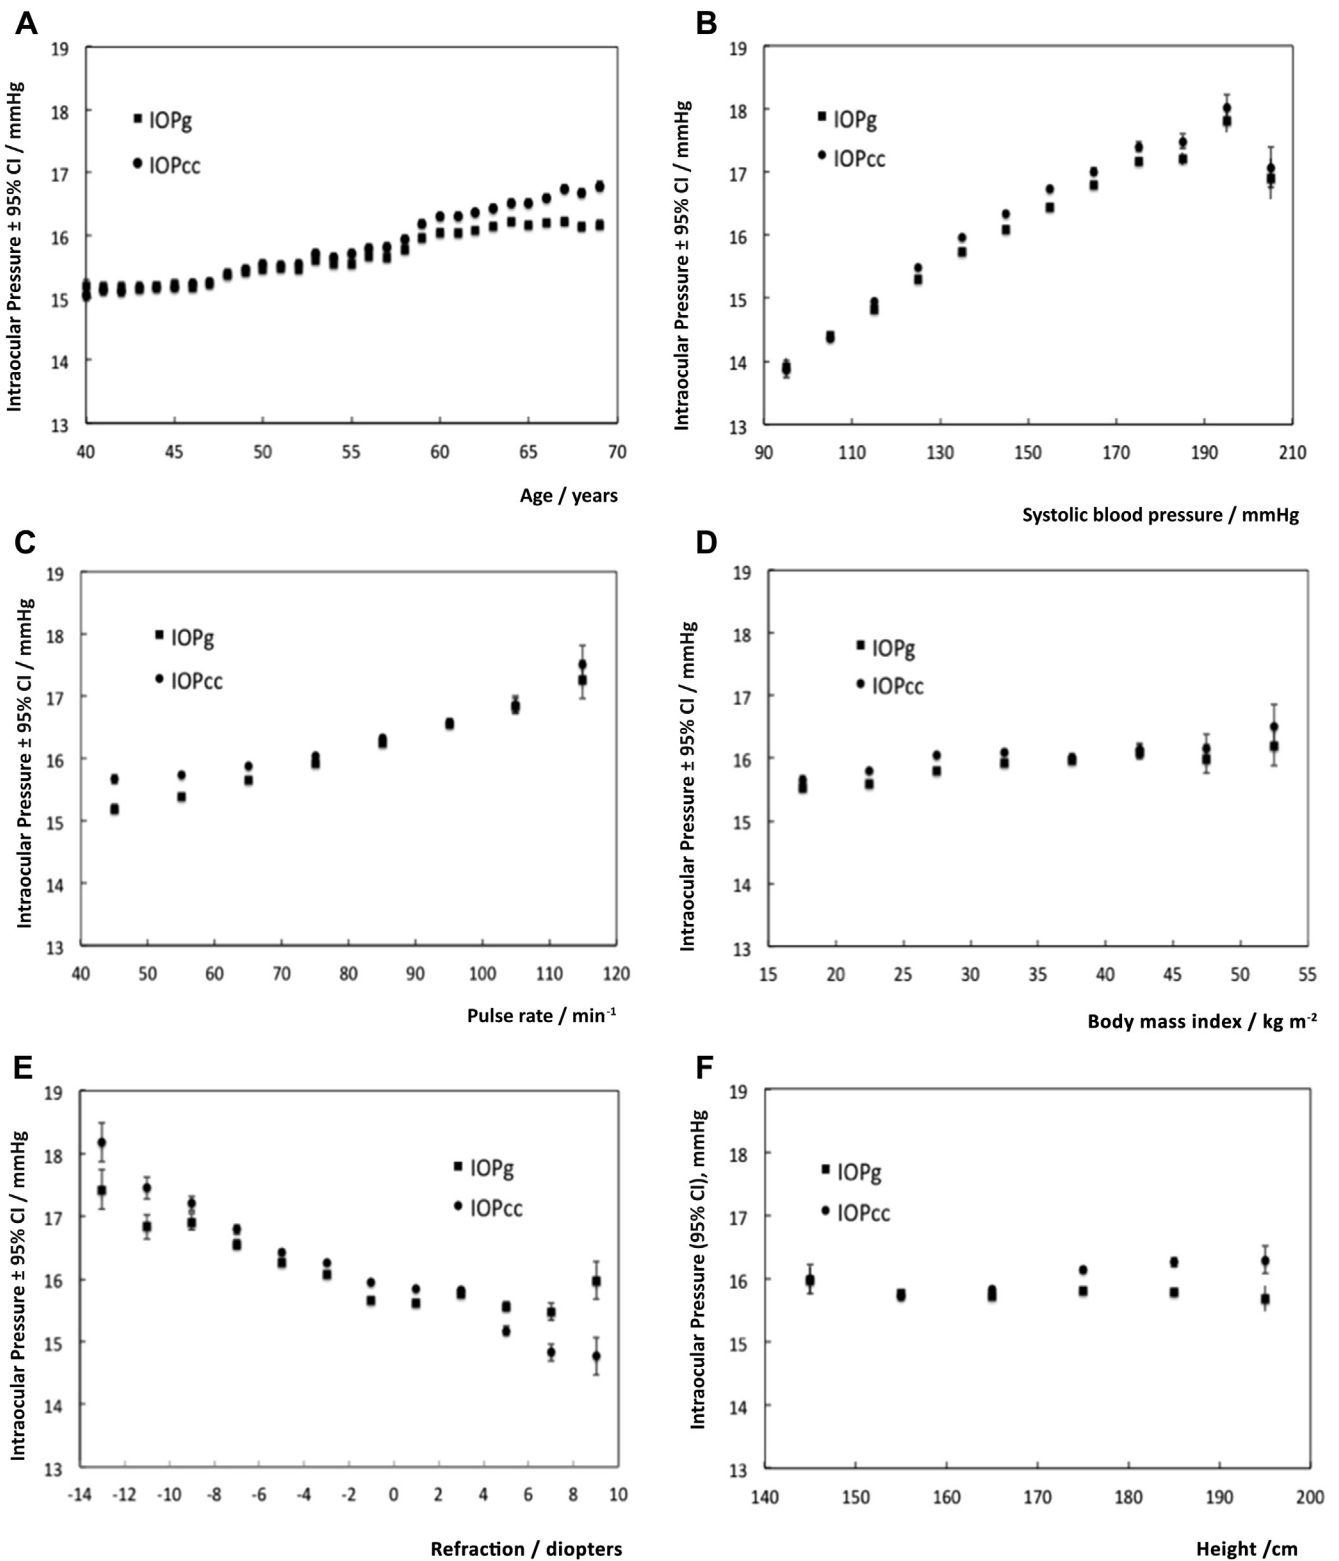 A
19
18
17
16
15
14
13
40 45 50 55 60 65 70
IOPg
IOPcc
Intraocular Pressure ± 95% CI / mmHg
Age / years
B
19
18
17
16
15
14
13
90 110 130 150 170 190 210
IOPg
IOPcc
Intraocular Pressure ± 95% CI / mmHg
Systolic blood pressure / mmHg
C
19
18
17
16
15
14
13
40 50 60 70 80 90 100 110 120
IOPg
IOPcc
Intraocular Pressure ± 95% CI / mmHg
Pulse rate / min⁻¹
D
19
18
17
16
15
14
13
15 20 25 30 35 40 45 50 55
IOPg
IOPcc
Intraocular Pressure ± 95% CI / mmHg
Body mass index / kg m⁻²
E
19
18
17
16
15
14
13
-14 -12 -10 -8 -6 -4 -2 0 2 4 6 8 10
IOPg
IOPcc
Intraocular Pressure ± 95% CI / mmHg
Refraction / diopters
F
19
18
17
16
15
14
13
140 150 160 170 180 190 200
IOPg
IOPcc
Intraocular Pressure (95% CI), mmHg
Height /cm